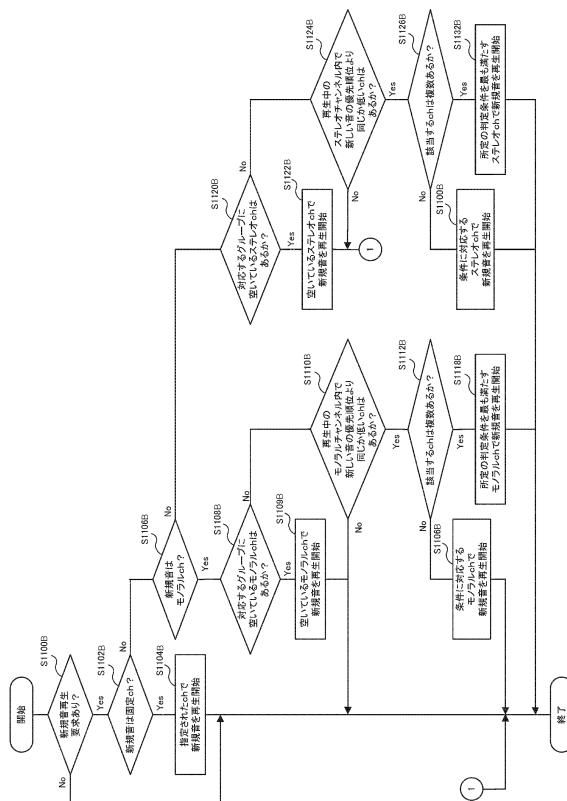 開始
S1100B
新規音再生
要求あり？
No
Yes
S1102B
新規音は固定ch？
No
Yes
S1104B
指定されたchで
新規音を再生開始
S1106B
新規音は
モノラルch？
No
Yes
S1108B
対応するグループに
空いているモノラルchは
あるか？
No
Yes
S1109B
空いているモノラルchで
新規音を再生開始
S1110B
再生中の
モノラルチャンネル内で
新しい音の優先順位より
同じか低いchは
あるか？
No
Yes
S1112B
該当するchは複数あるか？
No
Yes
S1106B
条件に対応する
モノラルchで
新規音を再生開始
S1118B
所定の判定条件を最も満たす
モノラルchで新規音を再生開始
S1120B
対応するグループに
空いているステレオchは
あるか？
No
Yes
S1122B
空いているステレオchで
新規音を再生開始
1
S1124B
再生中の
ステレオチャンネル内で
新しい音の優先順位より
同じか低いchは
あるか？
No
Yes
S1126B
該当するchは複数あるか？
No
Yes
S1100B
条件に対応する
ステレオchで
新規音を再生開始
S1132B
所定の判定条件を最も満たす
ステレオchで新規音を再生開始
1
終了